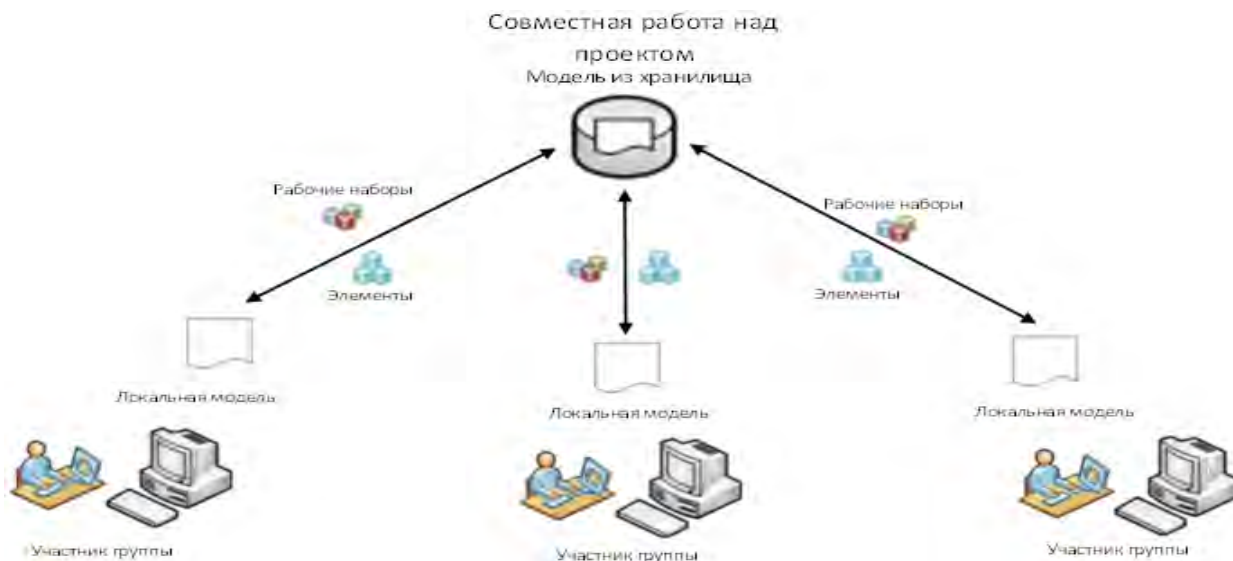 Совместная работа над
проектом
Модель из хранилища
Рабочие наборы
Рабочие наборы
Элементы
Элементы
Локальная модель
Локальная модель
Локальная модель
Участник группы
Участник группы
Участник группы